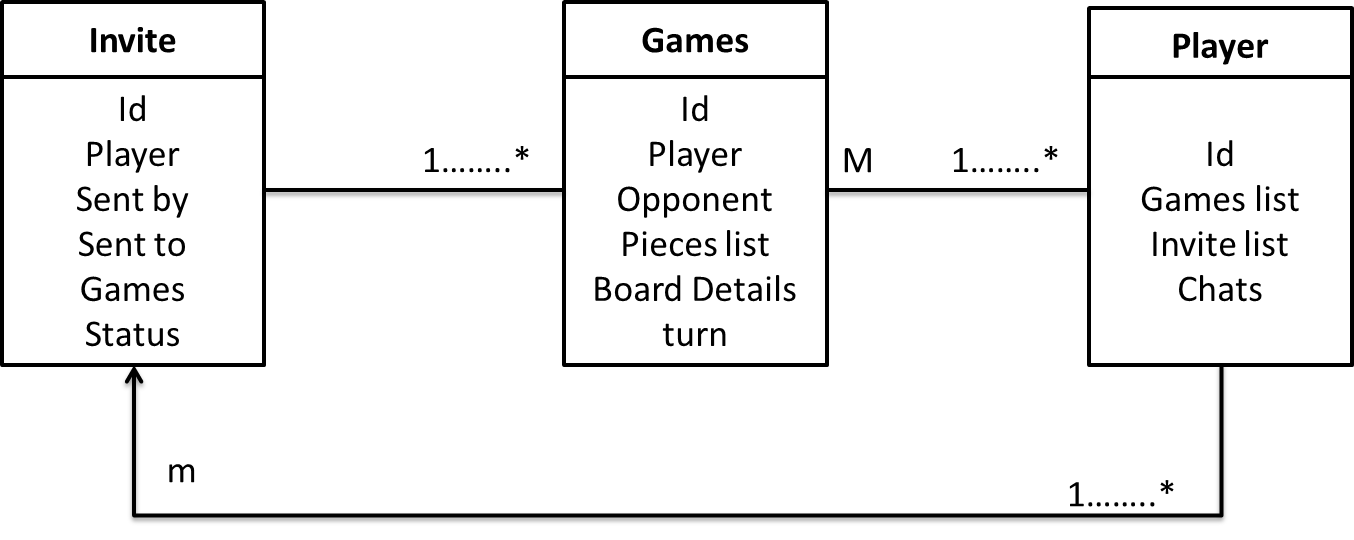 Invite
Id
Player
Sent by
Sent to
Games
Status
1........*
Games
Id
Player
Opponent
Pieces list
Board Details
turn
M
1........*
Player
Id
Games list
Invite list
Chats
m
1........*